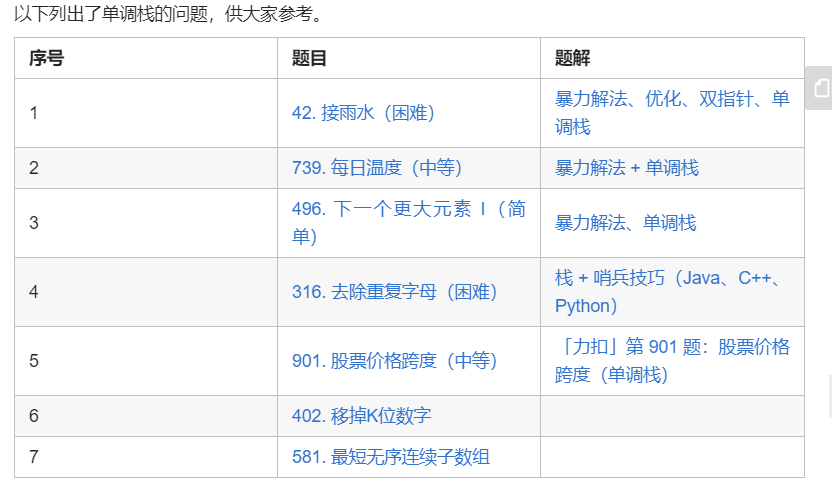 以下列出了单调栈的问题，供大家参考。
序号 题目 题解
1 42. 接雨水（困难） 暴力解法、优化、双指针、单
调栈
2 739. 每日温度（中等） 暴力解法 + 单调栈
3 496. 下一个更大元素 I（简
单） 暴力解法、单调栈
4 316. 去除重复字母（困难） 栈 + 哨兵技巧（Java、C++、
Python）
5 901. 股票价格跨度（中等） 「力扣」第 901 题：股票价格
跨度（单调栈）
6 402. 移掉K位数字
7 581. 最短无序连续子数组